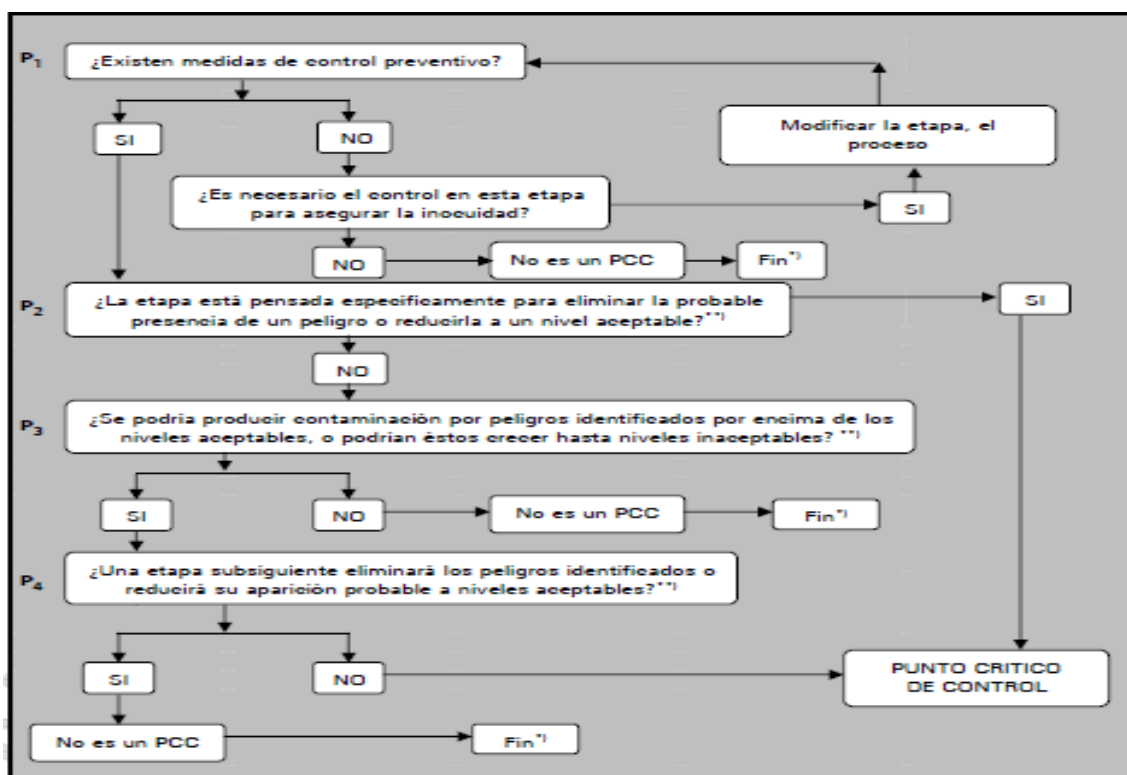 P1
¿Existen medidas de control preventivo?
SI
NO
Modificar la etapa, el
proceso
¿Es necesario el control en esta etapa
para asegurar la inocuidad?
SI
NO
No es un PCC
Fin*)
P2
¿La etapa está pensada específicamente para eliminar la probable
presencia de un peligro o reducirla a un nivel aceptable?**)
SI
NO
P3
¿Se podría producir contaminación por peligros identificados por encima de los
niveles aceptables, o podrían éstos crecer hasta niveles inaceptables? **)
SI
NO
No es un PCC
Fin*)
P4
¿Una etapa subsiguiente eliminará los peligros identificados o
reducirá su aparición probable a niveles aceptables?**)
SI
NO
PUNTO CRITICO
DE CONTROL
No es un PCC
Fin*)